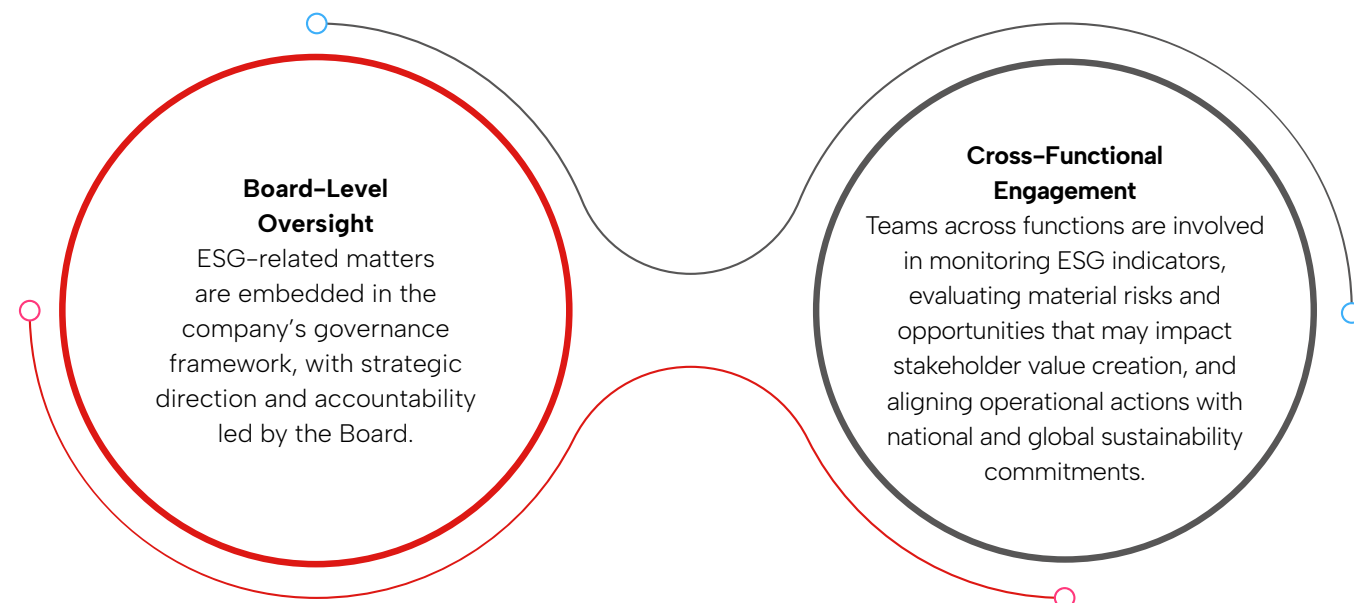 Board-Level
Oversight
ESG-related matters
are embedded in the
company's governance
framework, with strategic
direction and accountability
led by the Board.
Cross-Functional
Engagement
Teams across functions are involved
in monitoring ESG indicators,
evaluating material risks and
opportunities that may impact
stakeholder value creation, and
aligning operational actions with
national and global sustainability
commitments.